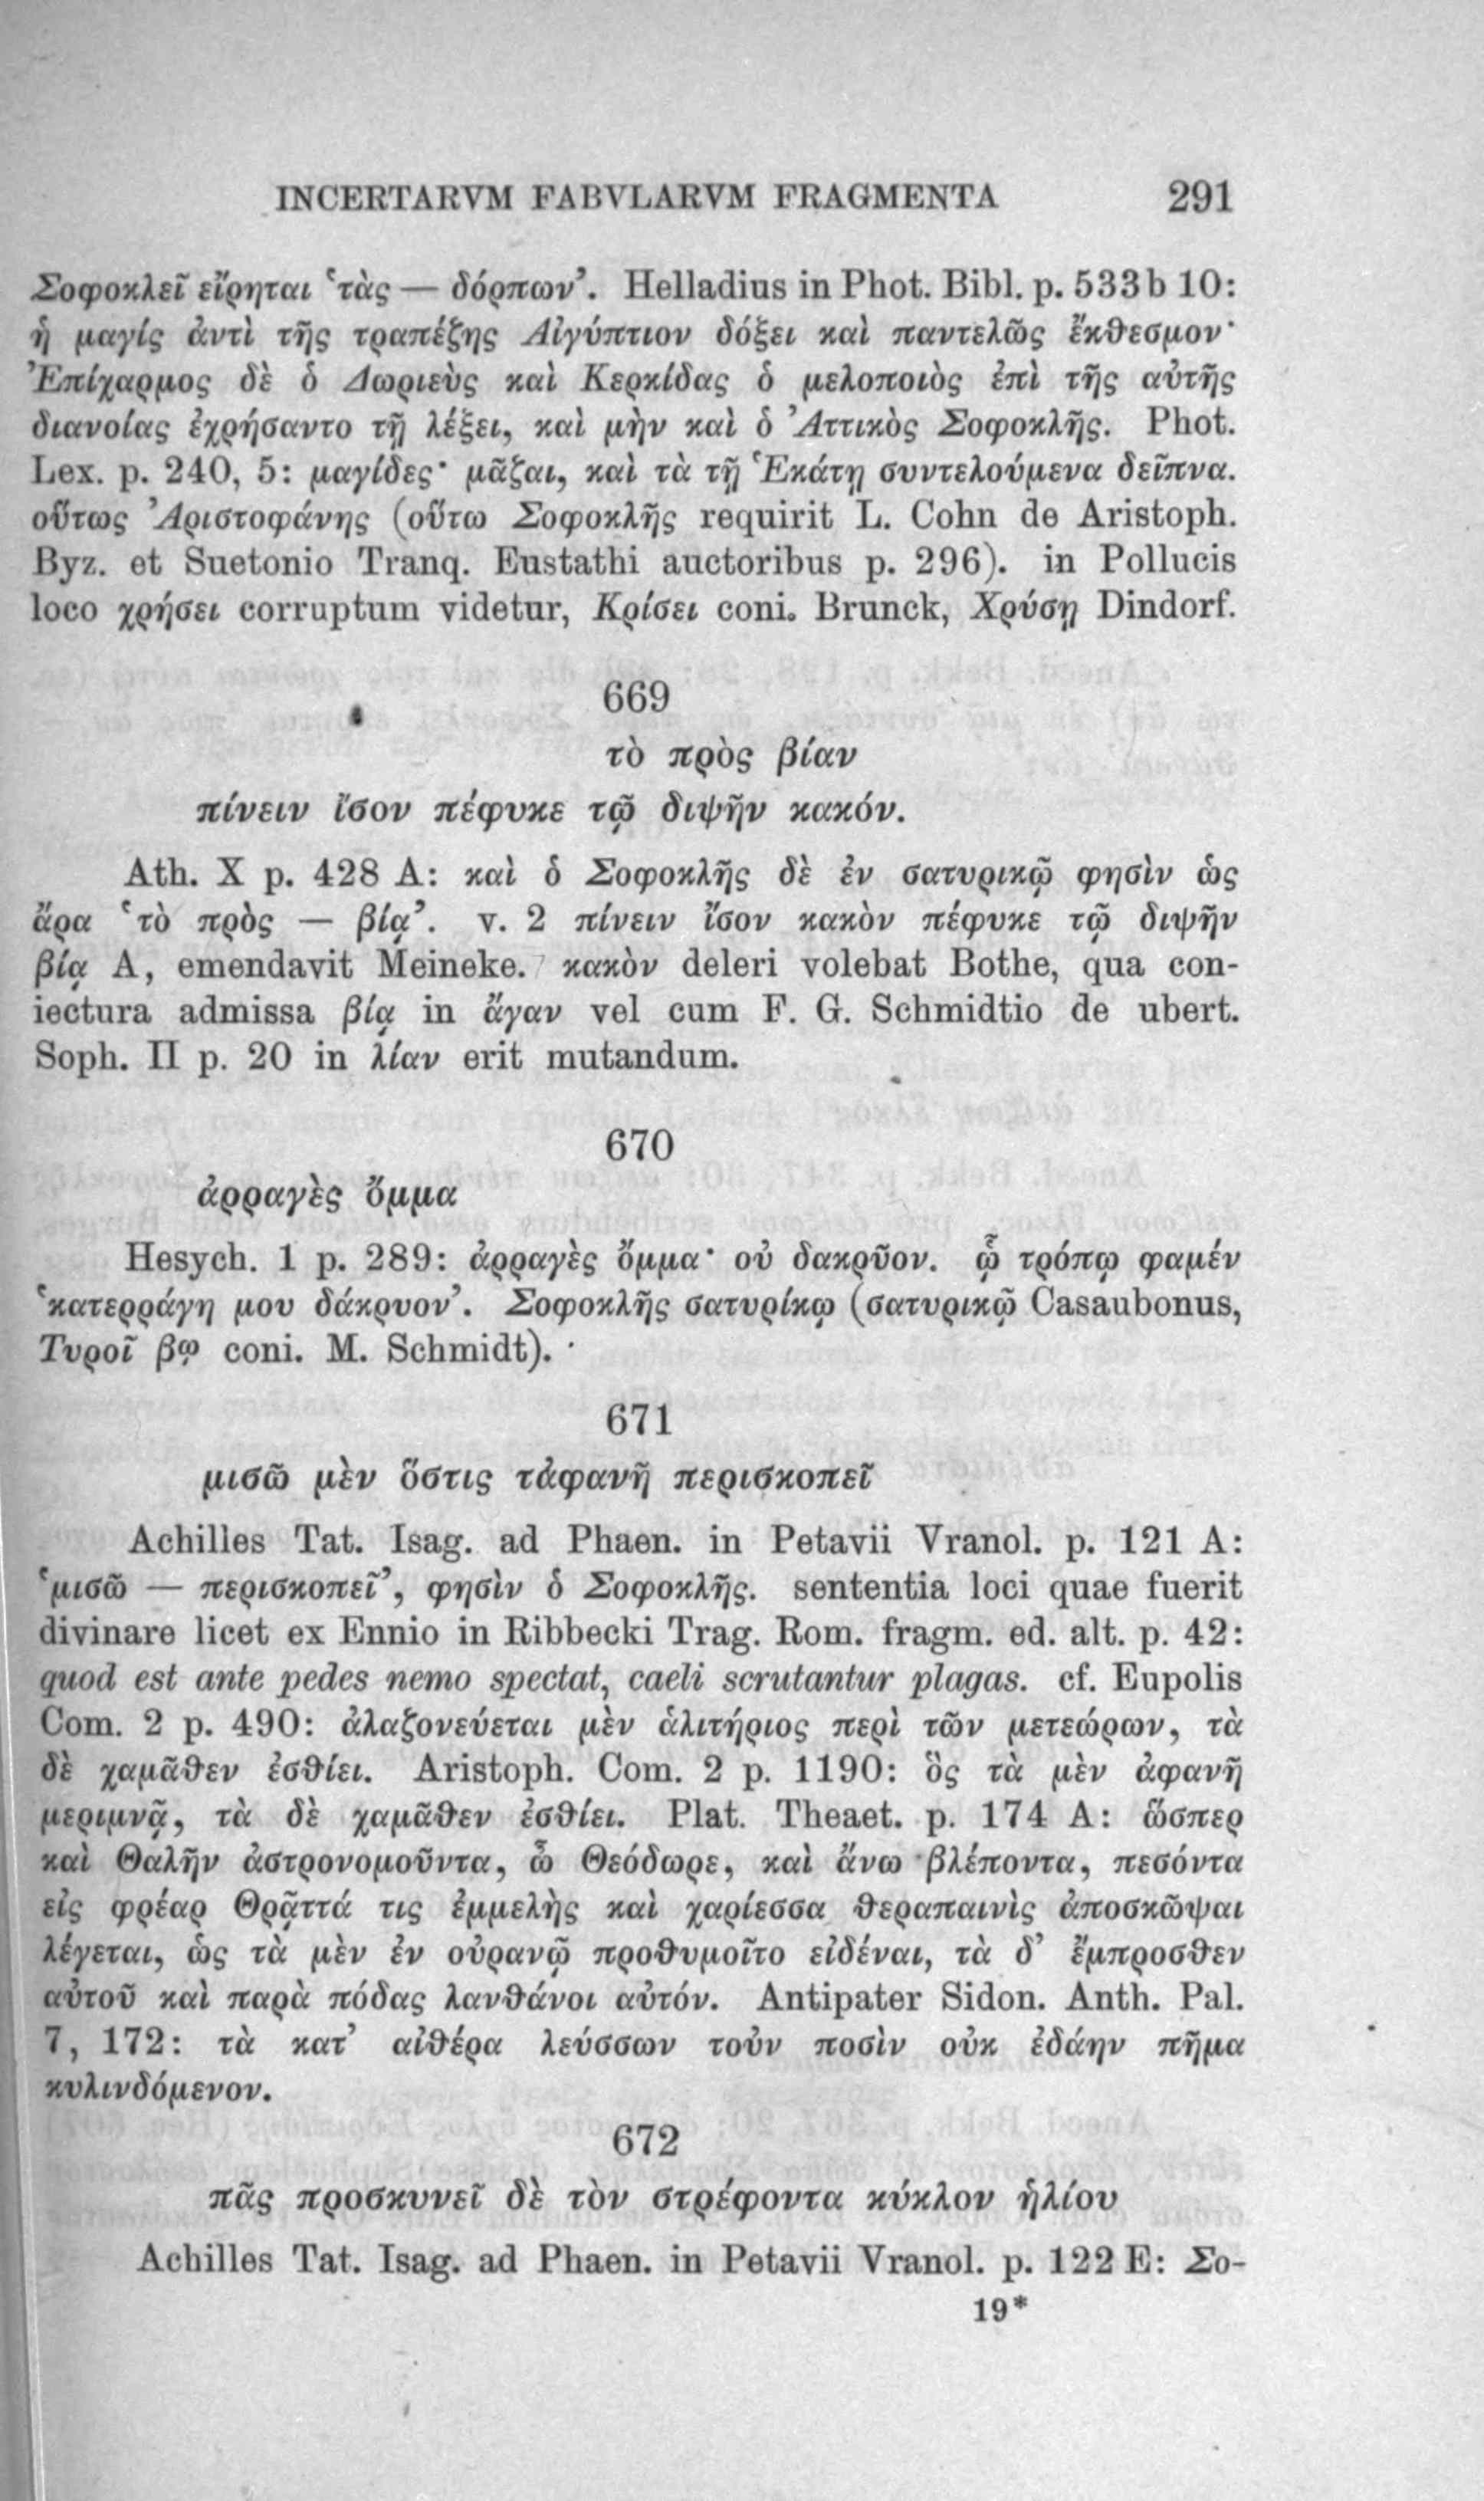 INCERTARVM FABVLARVM FRAGMENTA 291
Σοφοκλεῖ εἴρηται ‛τὰς — δόρπων’. Helladius in Phot. Bibl. p. 533 b 10:
ἡ μαγίς ἀντὶ τῆς τραπέζης Αἰγύπτιον δόξει καὶ παντελῶς ἔκθεσμον·
Ἐπίχαρμος δὲ ὁ Δωριεὺς καὶ Κερκίδας ὁ μελοποιὸς ἐπὶ τῆς αὐτῆς
διανοίας ἐχρήσαντο τῇ λέξει, καὶ μὴν καὶ ὁ Ἀττικὸς Σοφοκλῆς. Phot.
Lex. p. 240, 5: μαγίδες· μᾶζαι, καὶ τὰ τῇ Ἑκάτῃ συντελούμενα δεῖπνα.
οὕτως Ἀριστοφάνης (οὕτω Σοφοκλῆς requirit L. Cohn de Aristoph.
Byz. et Suetonio Tranq. Eustathi auctoribus p. 296). in Pollucis
loco χρήσει corruptum videtur, Κρίσει coni. Brunck, Χρύσῃ Dindorf.
669
τὸ πρὸς βίαν
πίνειν ἴσον πέφυκε τῷ διψῆν κακόν.
Ath. X p. 428 A: καὶ ὁ Σοφοκλῆς δὲ ἐν σατυρικῷ φησὶν ὡς
ἄρα ‛τὸ πρὸς — βίᾳ’. v. 2 πίνειν ἴσον κακὸν πέφυκε τῷ διψῆν
βίᾳ A, emendavit Meineke. κακὸν deleri volebat Bothe, qua con-
iectura admissa βίᾳ in ἄγαν vel cum F. G. Schmidtio de ubert.
Soph. II p. 20 in λίαν erit mutandum.
670
ἀρραγὲς ὄμμα
Hesych. 1 p. 289: ἀρραγὲς ὄμμα· οὐ δακρῦον. ᾧ τρόπῳ φαμέν
‛κατερράγη μου δάκρυον’. Σοφοκλῆς σατυρίκῳ (σατυρικῷ Casaubonus,
Τυροῖ βῳ coni. M. Schmidt).
671
μισῶ μὲν ὅστις τἀφανῆ περισκοπεῖ
Achilles Tat. Isag. ad Phaen. in Petavii Vranol. p. 121 A:
‛μισῶ — περισκοπεῖ’, φησὶν ὁ Σοφοκλῆς. sententia loci quae fuerit
divinare licet ex Ennio in Ribbecki Trag. Rom. fragm. ed. alt. p. 42:
quod est ante pedes nemo spectat, caeli scrutantur plagas. cf. Eupolis
Com. 2 p. 490: ἀλαζονεύεται μὲν ἁλιτήριος περὶ τῶν μετεώρων, τὰ
δὲ χαμᾶθεν ἐσθίει. Aristoph. Com. 2 p. 1190: ὃς τὰ μὲν ἀφανῆ
μεριμνᾷ, τὰ δὲ χαμᾶθεν ἐσθίει. Plat. Theaet. p. 174 A: ὥσπερ
καὶ Θαλῆν ἀστρονομοῦντα, ὦ Θεόδωρε, καὶ ἄνω βλέποντα, πεσόντα
εἰς φρέαρ Θρᾷττά τις ἐμμελὴς καὶ χαρίεσσα θεραπαινὶς ἀποσκῶψαι
λέγεται, ὡς τὰ μὲν ἐν οὐρανῷ προθυμοῖτο εἰδέναι, τὰ δ’ ἔμπροσθεν
αὐτοῦ καὶ παρὰ πόδας λανθάνοι αὐτόν. Antipater Sidon. Anth. Pal.
7, 172: τὰ κατ’ αἰθέρα λεύσσων τοὐν ποσὶν οὐκ ἐδάην πῆμα
κυλινδόμενον.
672
πᾶς προσκυνεῖ δὲ τὸν στρέφοντα κύκλον ἡλίου
Achilles Tat. Isag. ad Phaen. in Petavii Vranol. p. 122 E: Σο-
19*